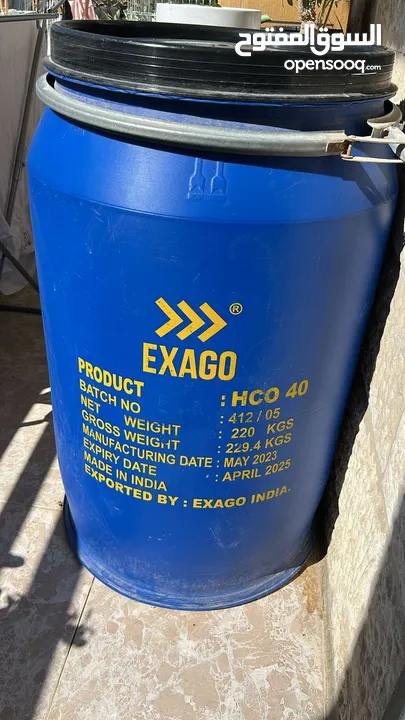 السوق المفتوح
opensooq.com
®
EXAGO
PRODUCT : HCO 40
BATCH NO : 412 / 05
NET WEIGHT : 220 KGS
GROSS WEIGHT : 229.4 KGS
MANUFACTURING DATE : MAY 2023
EXPIRY DATE : APRIL 2025
MADE IN INDIA
EXPORTED BY : EXAGO INDIA.